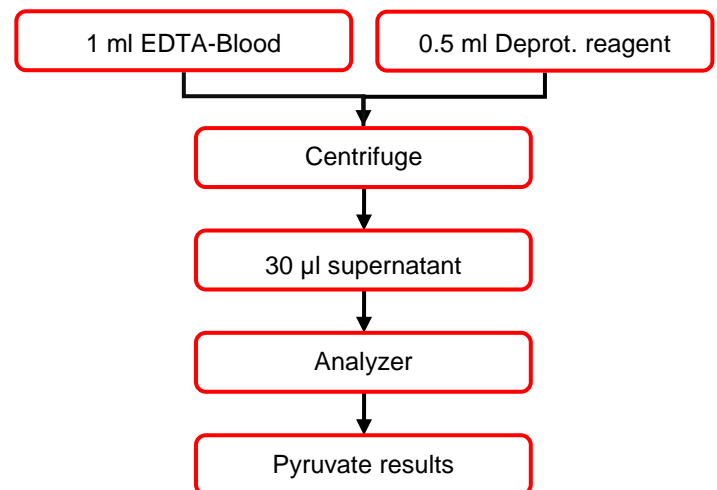 1 ml EDTA-Blood
0.5 ml Deprot. reagent
Centrifuge
30 µl supernatant
Analyzer
Pyruvate results